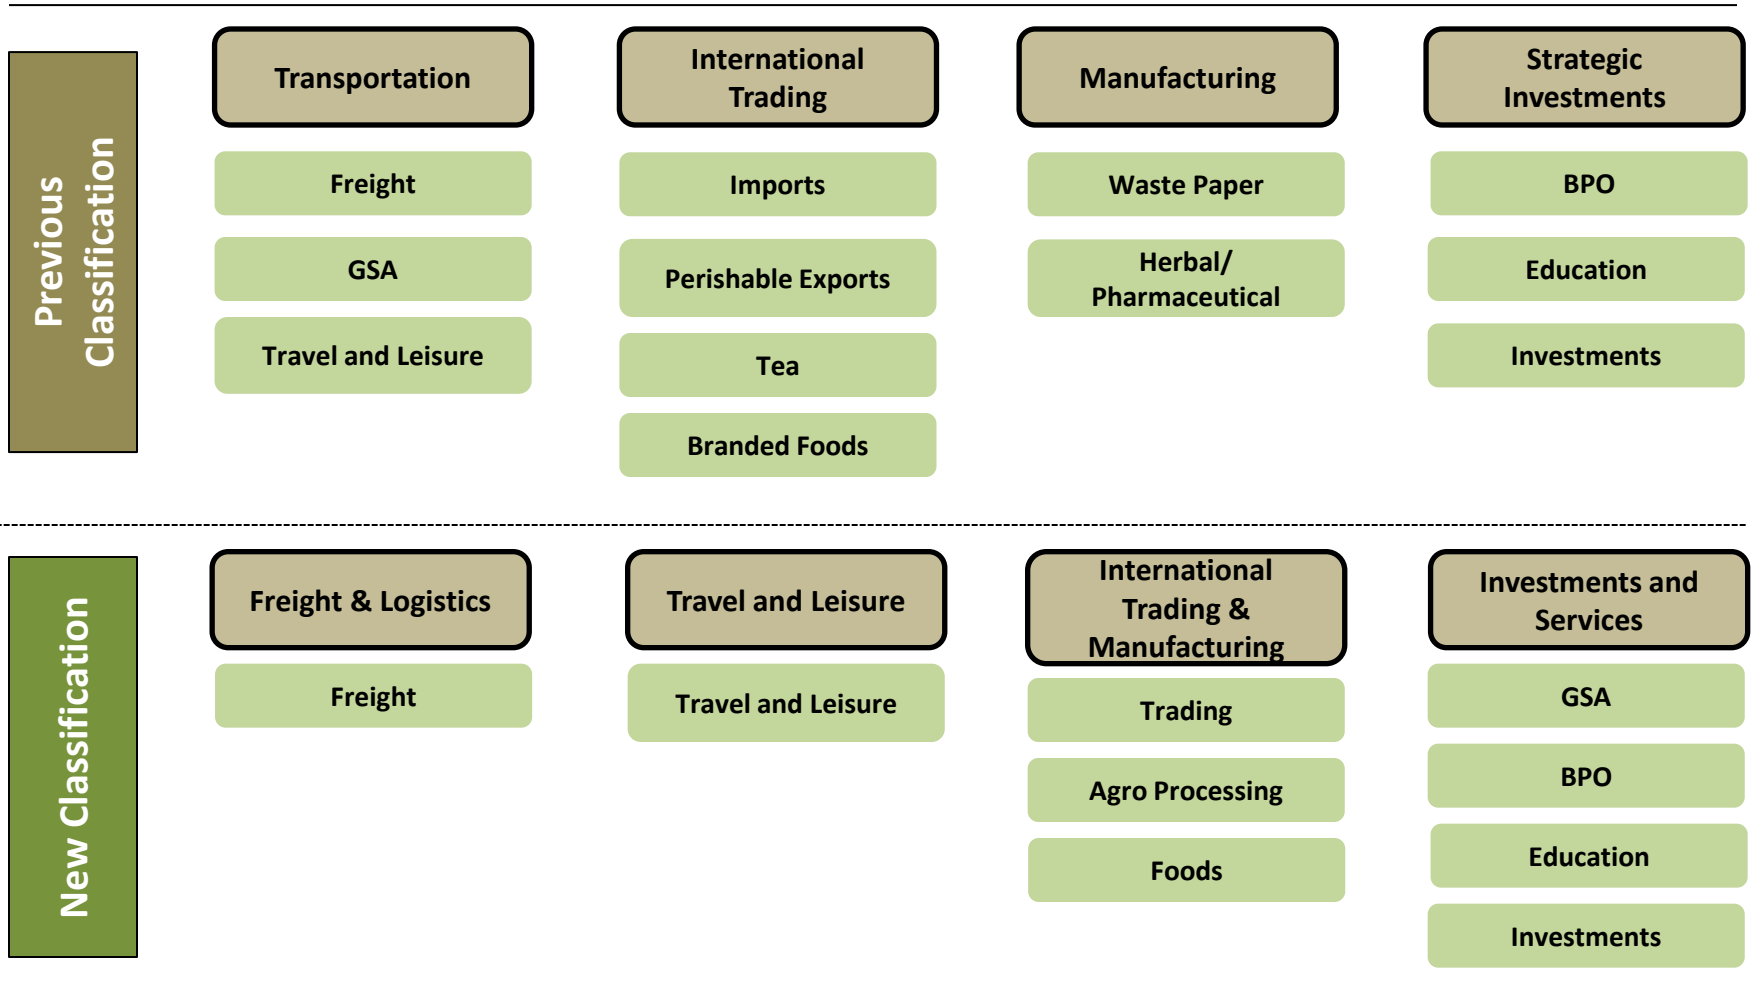 Previous
Classification
Transportation
Freight
GSA
Travel and Leisure
International
Trading
Imports
Perishable Exports
Tea
Branded Foods
Manufacturing
Waste Paper
Herbal/
Pharmaceutical
Strategic
Investments
BPO
Education
Investments
New Classification
Freight & Logistics
Freight
Travel and Leisure
Travel and Leisure
International
Trading &
Manufacturing
Trading
Agro Processing
Foods
Investments and
Services
GSA
BPO
Education
Investments